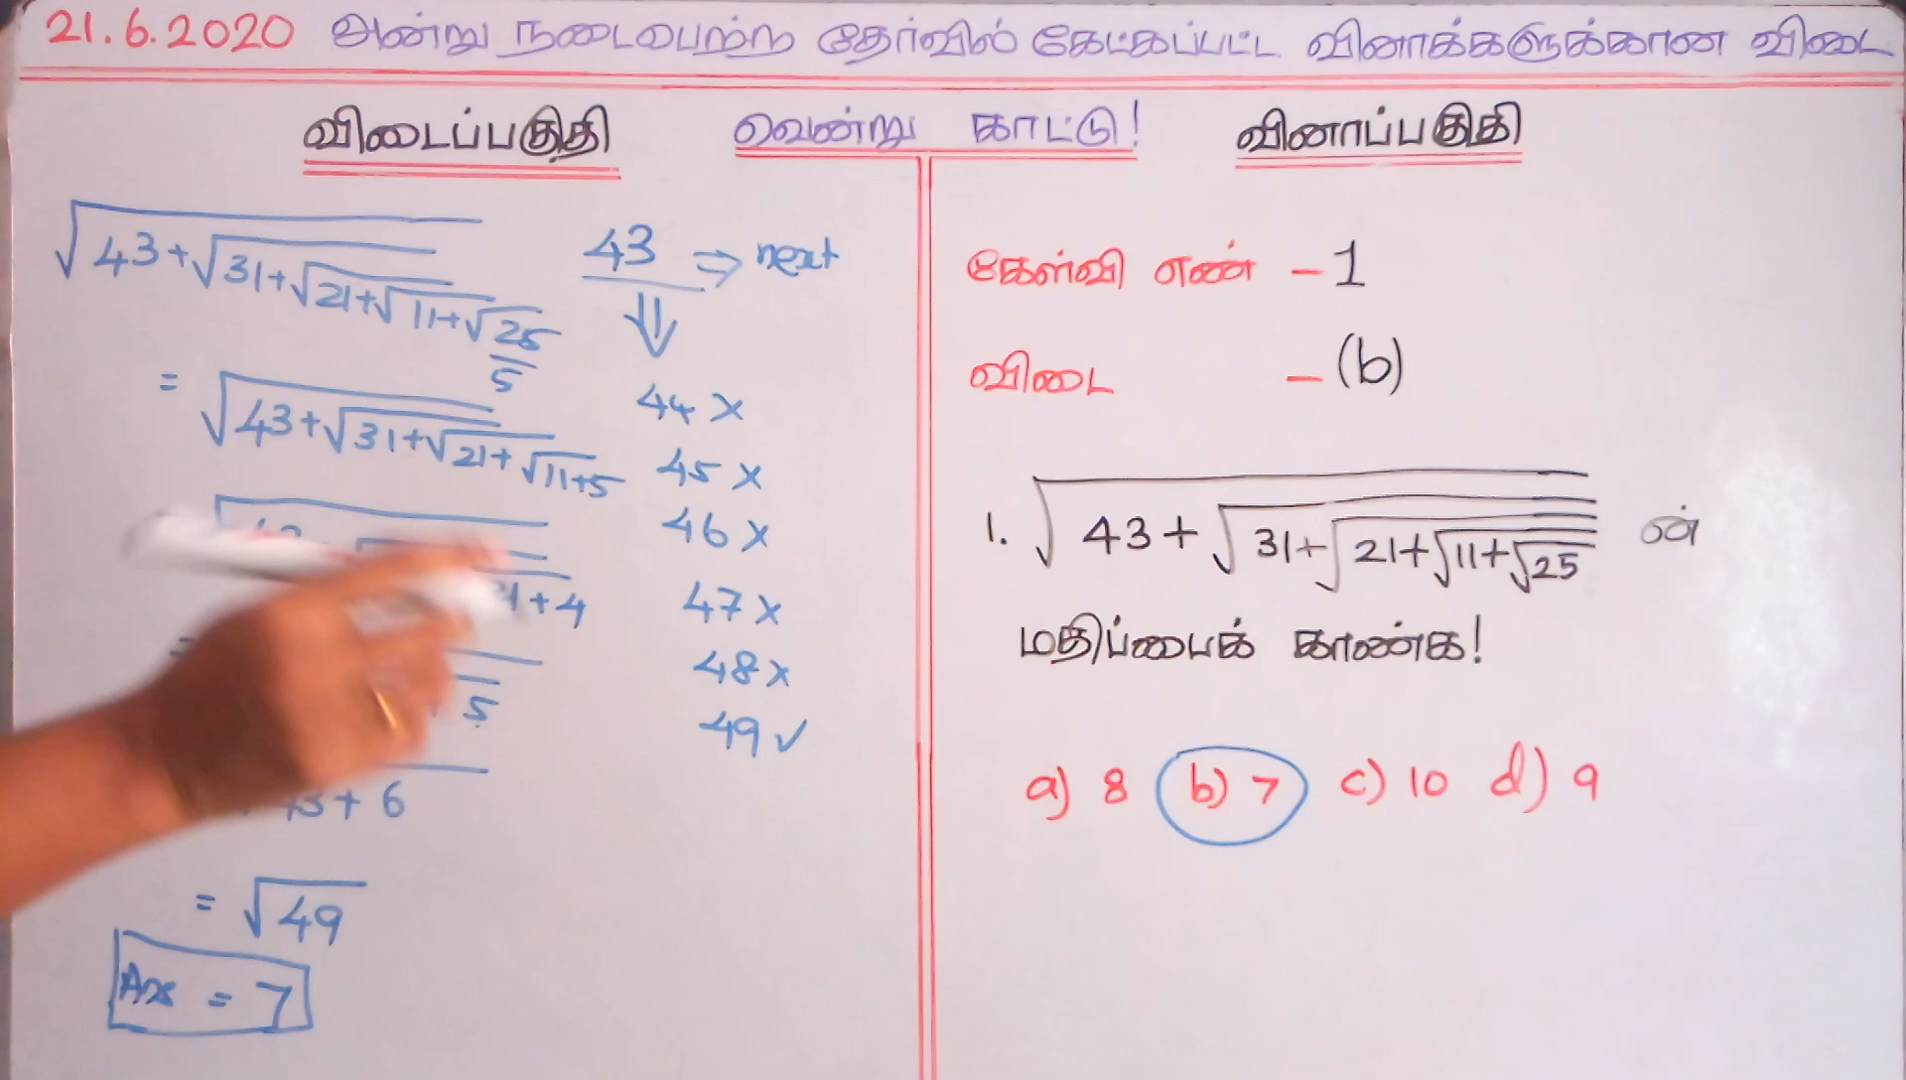 21.6.2020 அன்று நடைபெற்ற தேர்வில் கேட்கப்பட்ட வினாக்களுக்கான விடை
விடைப்பகுதி வென்று காட்டு! வினாப்பகுதி
√43+√31+√21+√11+√25
5
= √43+√31+√21+√11+5
21+4
5
43+6
= √49
Ans = 7
43 ⇒ next
⇓
44 x
45 x
46 x
47 x
48 x
49 ✓
கேள்வி எண் - 1
விடை - (b)
1. √43+√31+√21+√11+√25 ன்
மதிப்பைக் காண்க!
a) 8 b) 7 c) 10 d) 9